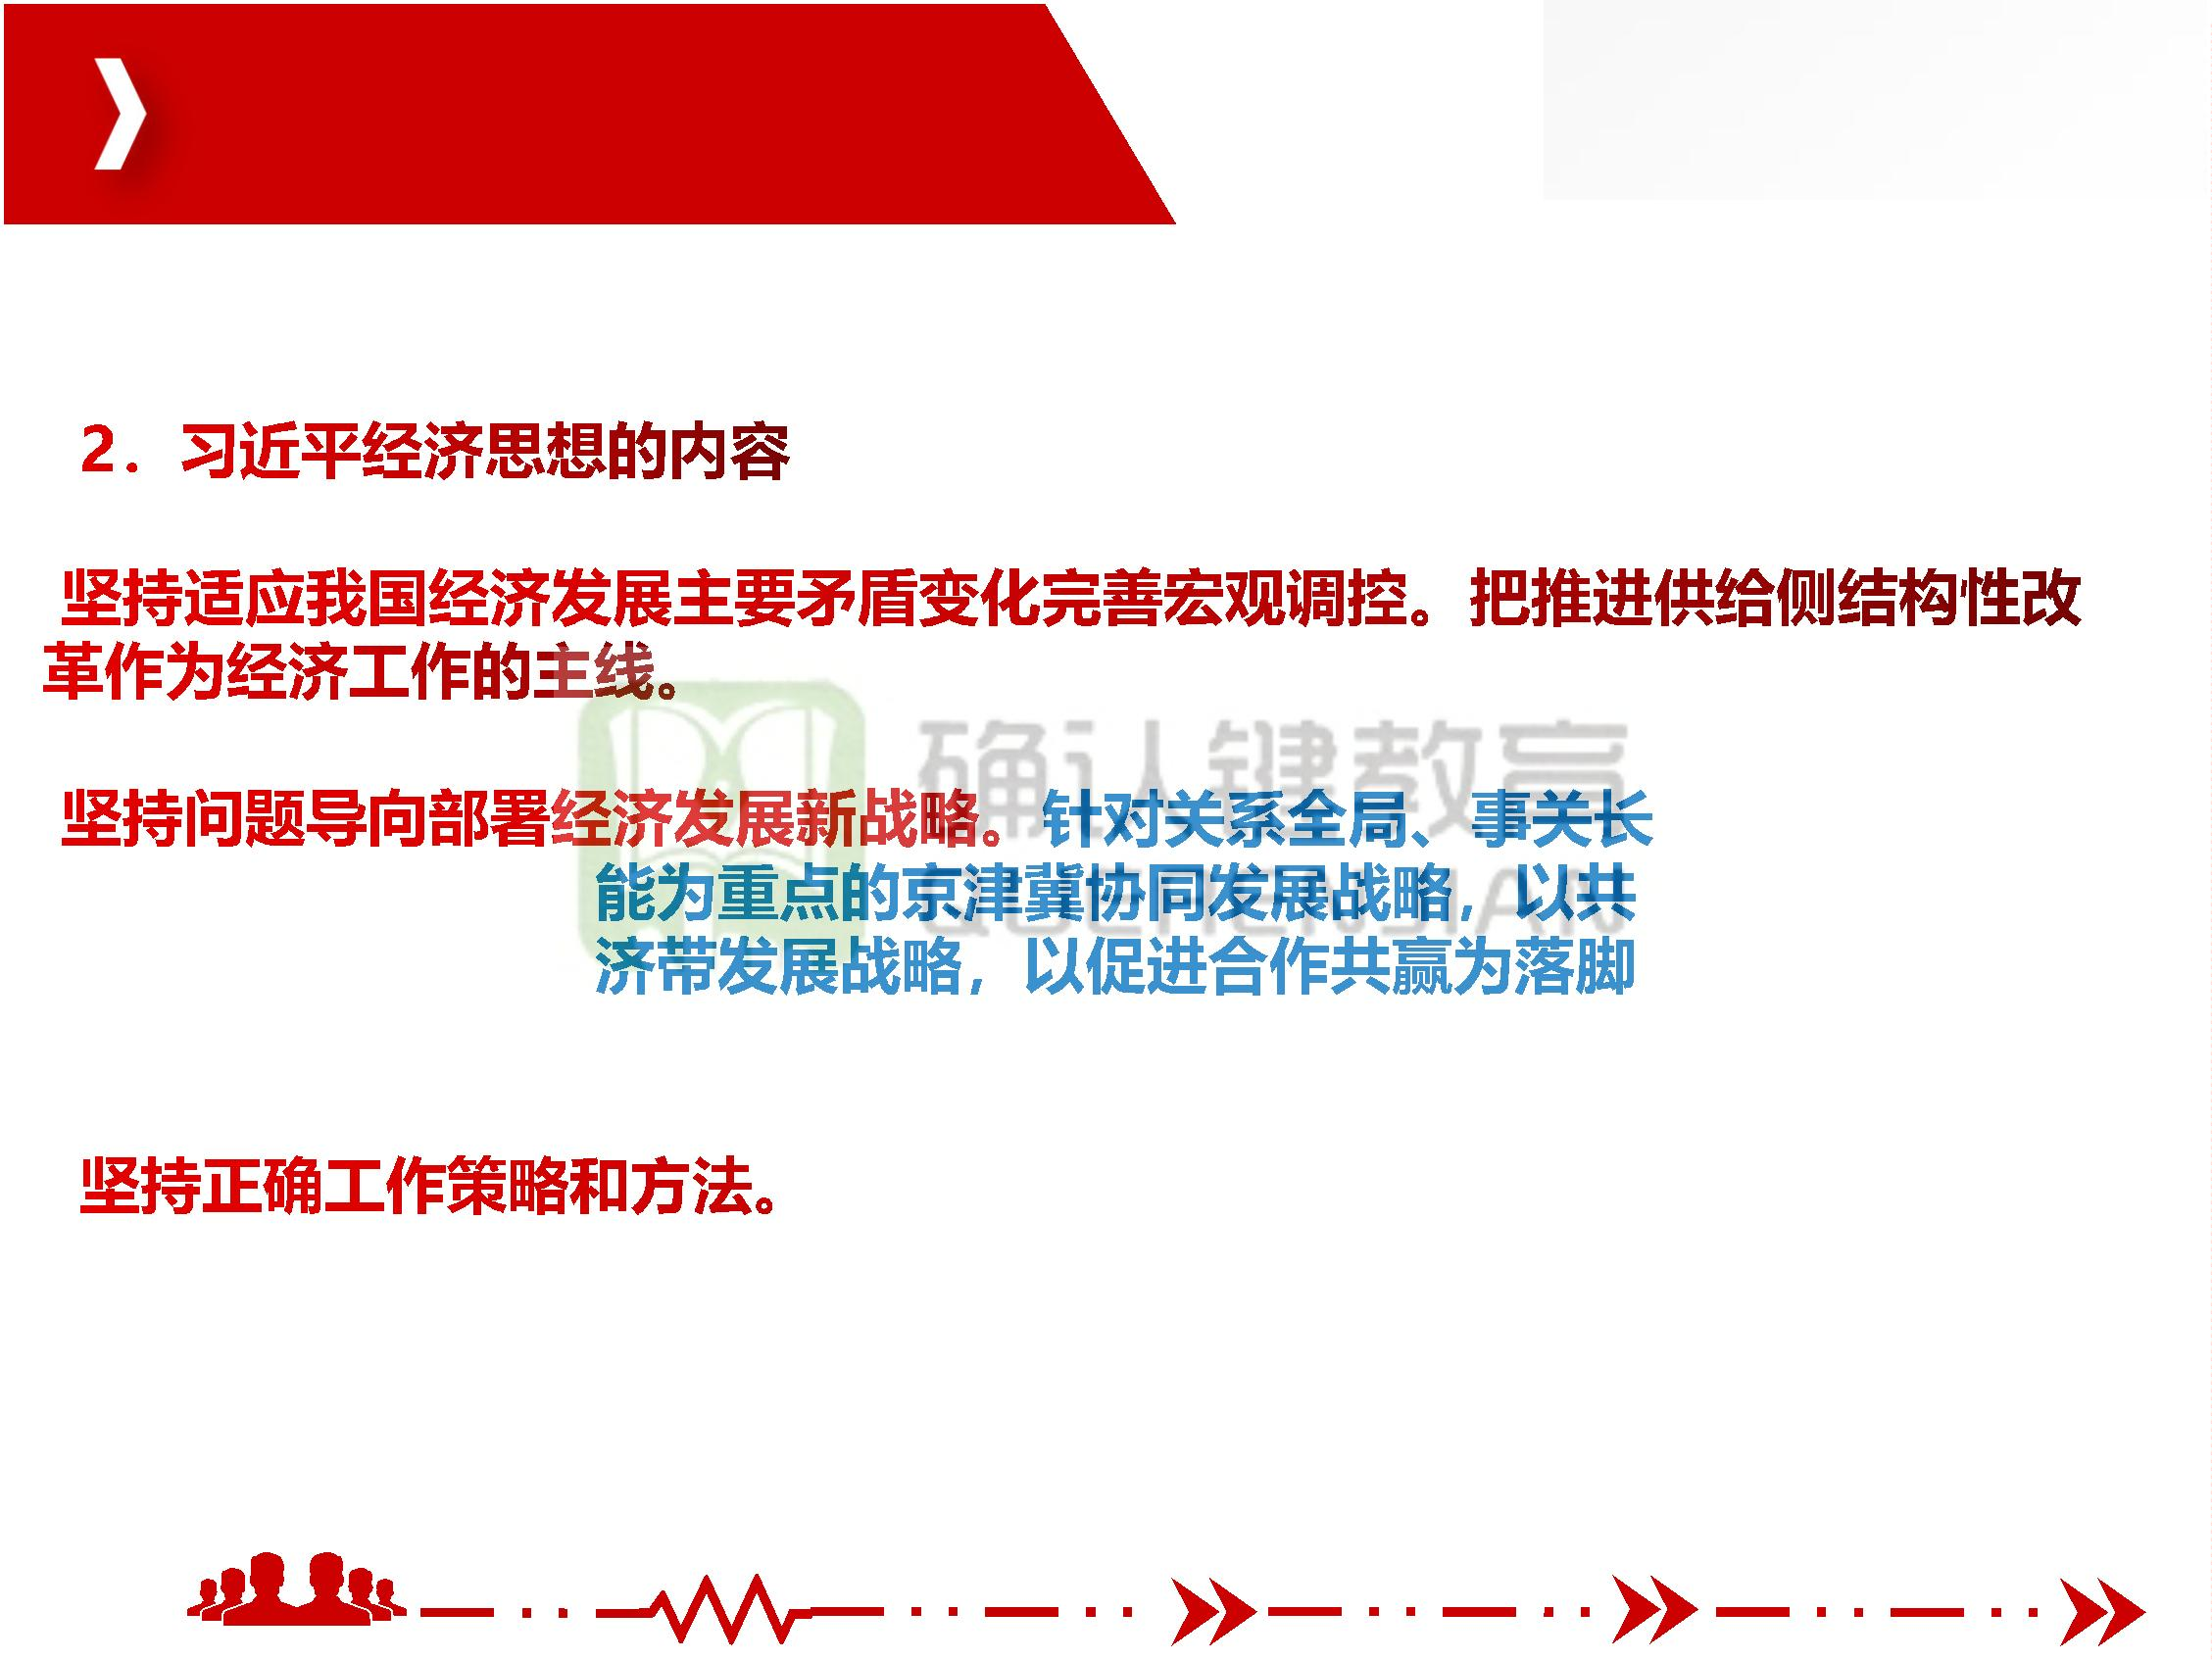 2．习近平经济思想的内容
坚持适应我国经济发展主要矛盾变化完善宏观调控。把推进供给侧结构性改
革作为经济工作的主线。
确认键教育
QUERENJIAN
坚持问题导向部署经济发展新战略。针对关系全局、事关长
能为重点的京津冀协同发展战略，以共
济带发展战略，以促进合作共赢为落脚
坚持正确工作策略和方法。